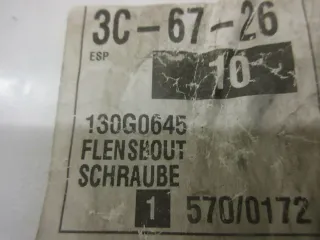 3C-67-26
ESP 10
130G0645
FLENSBOUT
SCHRAUBE
1 570/0172